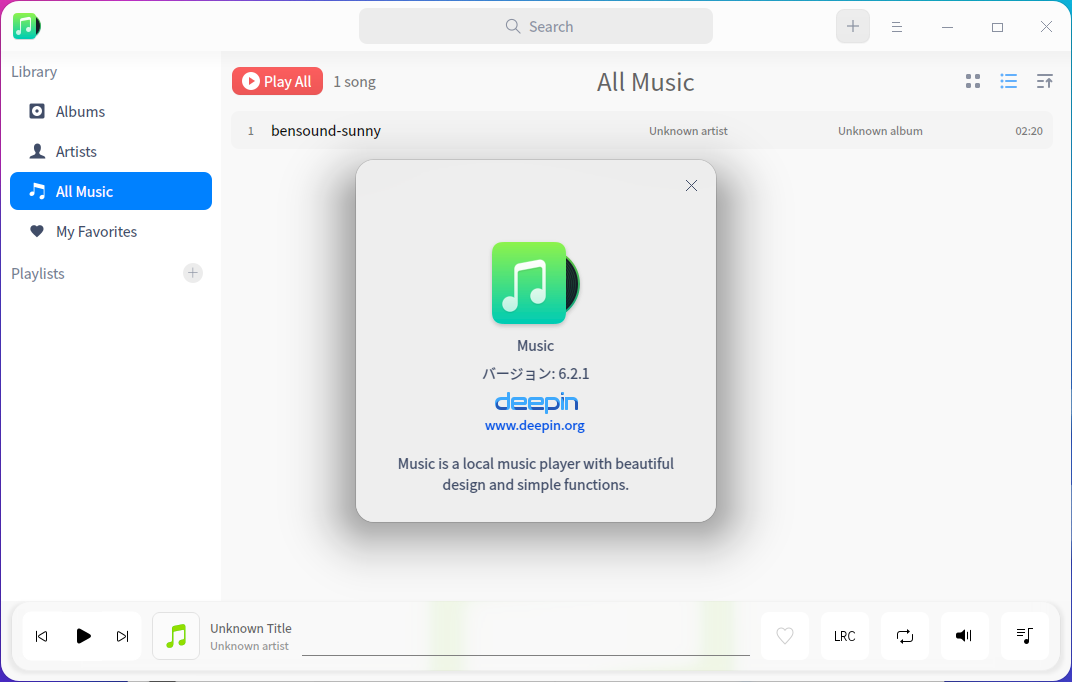 Search
Library
Albums
Artists
All Music
My Favorites
Playlists
Play All 1 song
All Music
1 bensound-sunny Unknown artist Unknown album 02:20
Music
バージョン: 6.2.1
deepin
www.deepin.org
Music is a local music player with beautiful
design and simple functions.
Unknown Title
Unknown artist
LRC